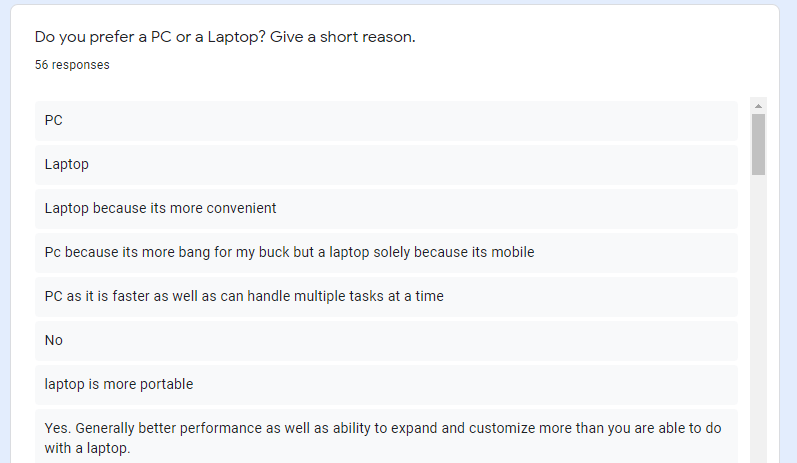 Do you prefer a PC or a Laptop? Give a short reason.
56 responses
PC
Laptop
Laptop because its more convenient
Pc because its more bang for my buck but a laptop solely because its mobile
PC as it is faster as well as can handle multiple tasks at a time
No
laptop is more portable
Yes. Generally better performance as well as ability to expand and customize more than you are able to do
with a laptop.